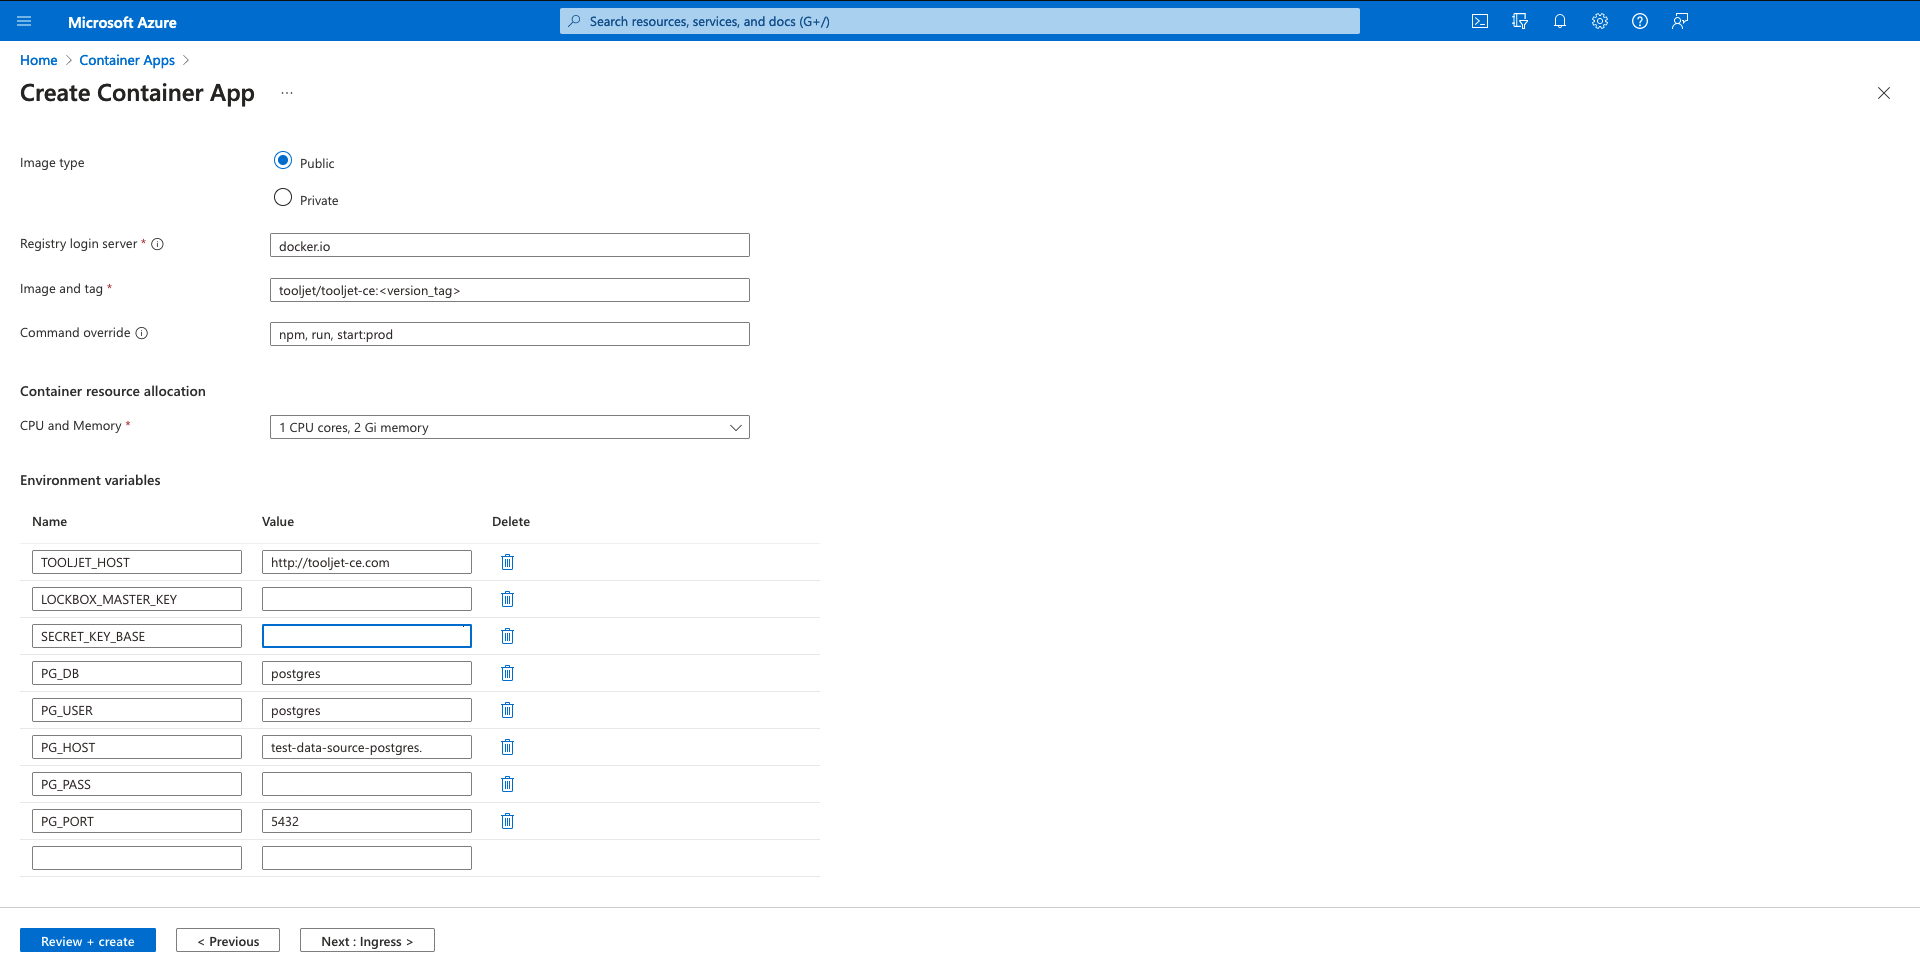 Microsoft Azure
Search resources, services, and docs (G+/)
Home > Container Apps >
Create Container App ...
Image type
Public
Private
Registry login server *
docker.io
Image and tag *
tooljet/tooljet-ce:<version_tag>
Command override
npm, run, start:prod
Container resource allocation
CPU and Memory *
1 CPU cores, 2 Gi memory
Environment variables
Name Value Delete
TOOLJET_HOST http://tooljet-ce.com
LOCKBOX_MASTER_KEY
SECRET_KEY_BASE
PG_DB postgres
PG_USER postgres
PG_HOST test-data-source-postgres.
PG_PASS
PG_PORT 5432
Review + create < Previous Next : Ingress >